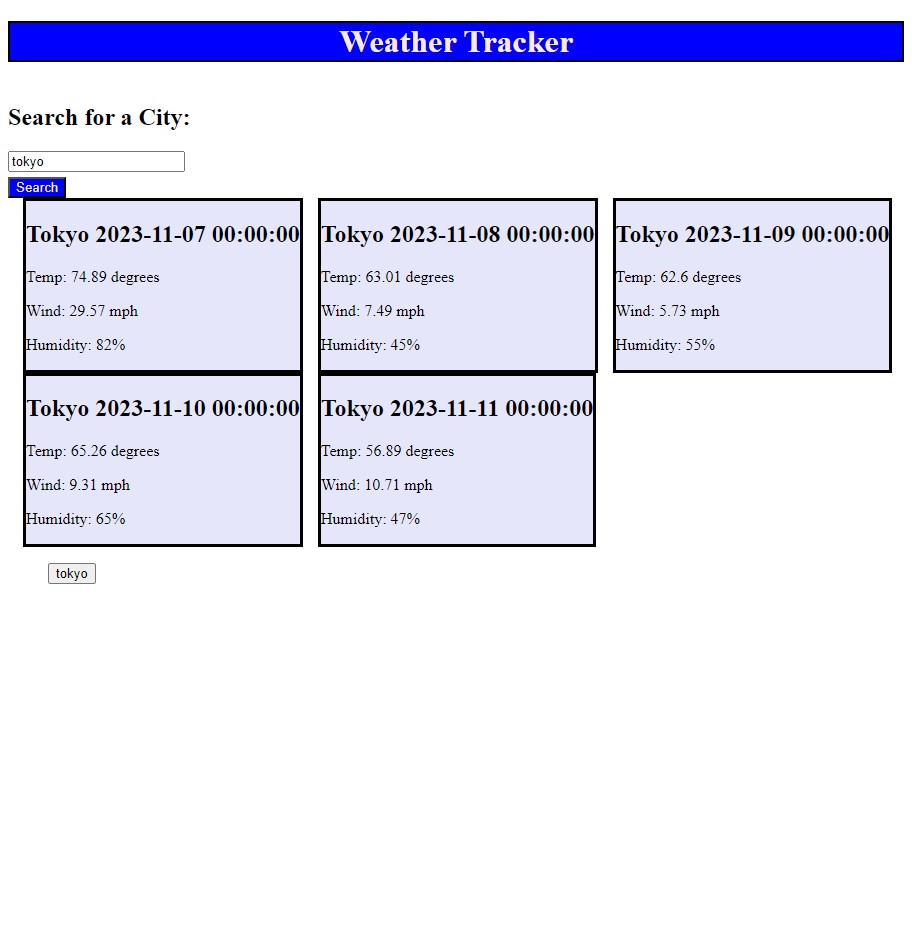 Weather Tracker
Search for a City:
tokyo
Search
Tokyo 2023-11-07 00:00:00
Temp: 74.89 degrees
Wind: 29.57 mph
Humidity: 82%
Tokyo 2023-11-08 00:00:00
Temp: 63.01 degrees
Wind: 7.49 mph
Humidity: 45%
Tokyo 2023-11-09 00:00:00
Temp: 62.6 degrees
Wind: 5.73 mph
Humidity: 55%
Tokyo 2023-11-10 00:00:00
Temp: 65.26 degrees
Wind: 9.31 mph
Humidity: 65%
Tokyo 2023-11-11 00:00:00
Temp: 56.89 degrees
Wind: 10.71 mph
Humidity: 47%
tokyo